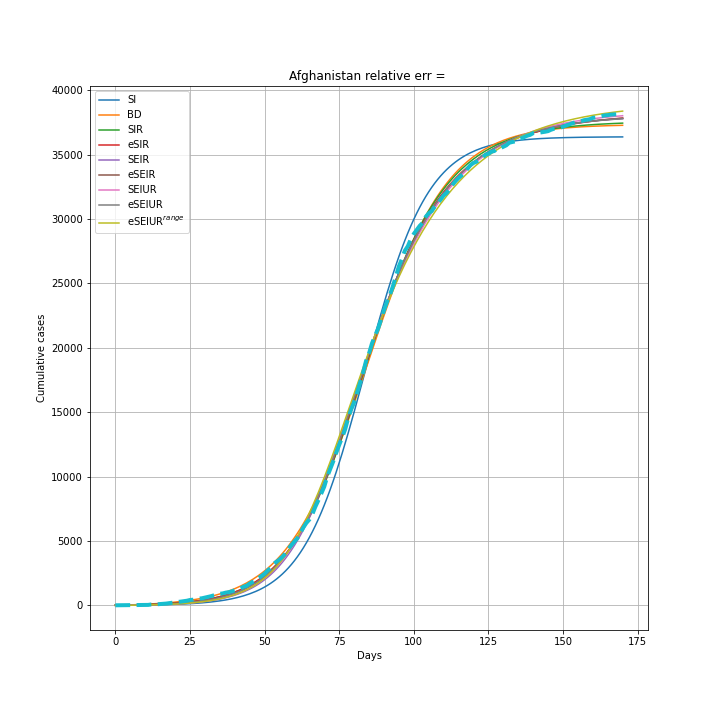 Afghanistan relative err =
40000
35000
30000
25000
20000
15000
10000
5000
0
Cumulative cases
SI
BD
SIR
eSIR
SEIR
eSEIR
SEIUR
eSEIUR
eSEIUR^range
0 25 50 75 100 125 150 175
Days